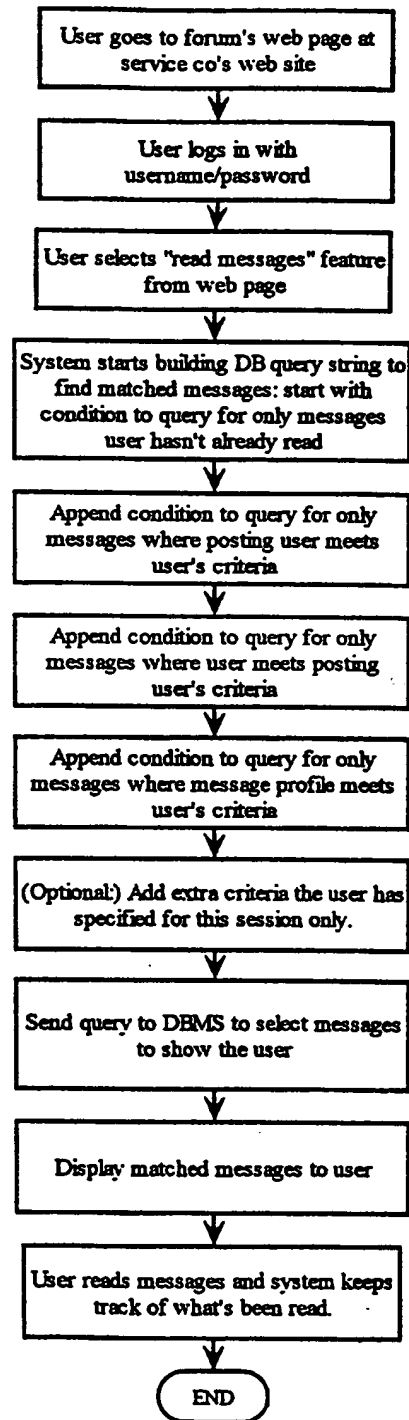 User goes to forum's web page at
service co's web site
User logs in with
username/password
User selects "read messages" feature
from web page
System starts building DB query string to
find matched messages: start with
condition to query for only messages
user hasn't already read
Append condition to query for only
messages where posting user meets
user's criteria
Append condition to query for only
messages where user meets posting
user's criteria
Append condition to query for only
messages where message profile meets
user's criteria
(Optional:) Add extra criteria the user has
specified for this session only.
Send query to DBMS to select messages
to show the user
Display matched messages to user
User reads messages and system keeps
track of what's been read.
END